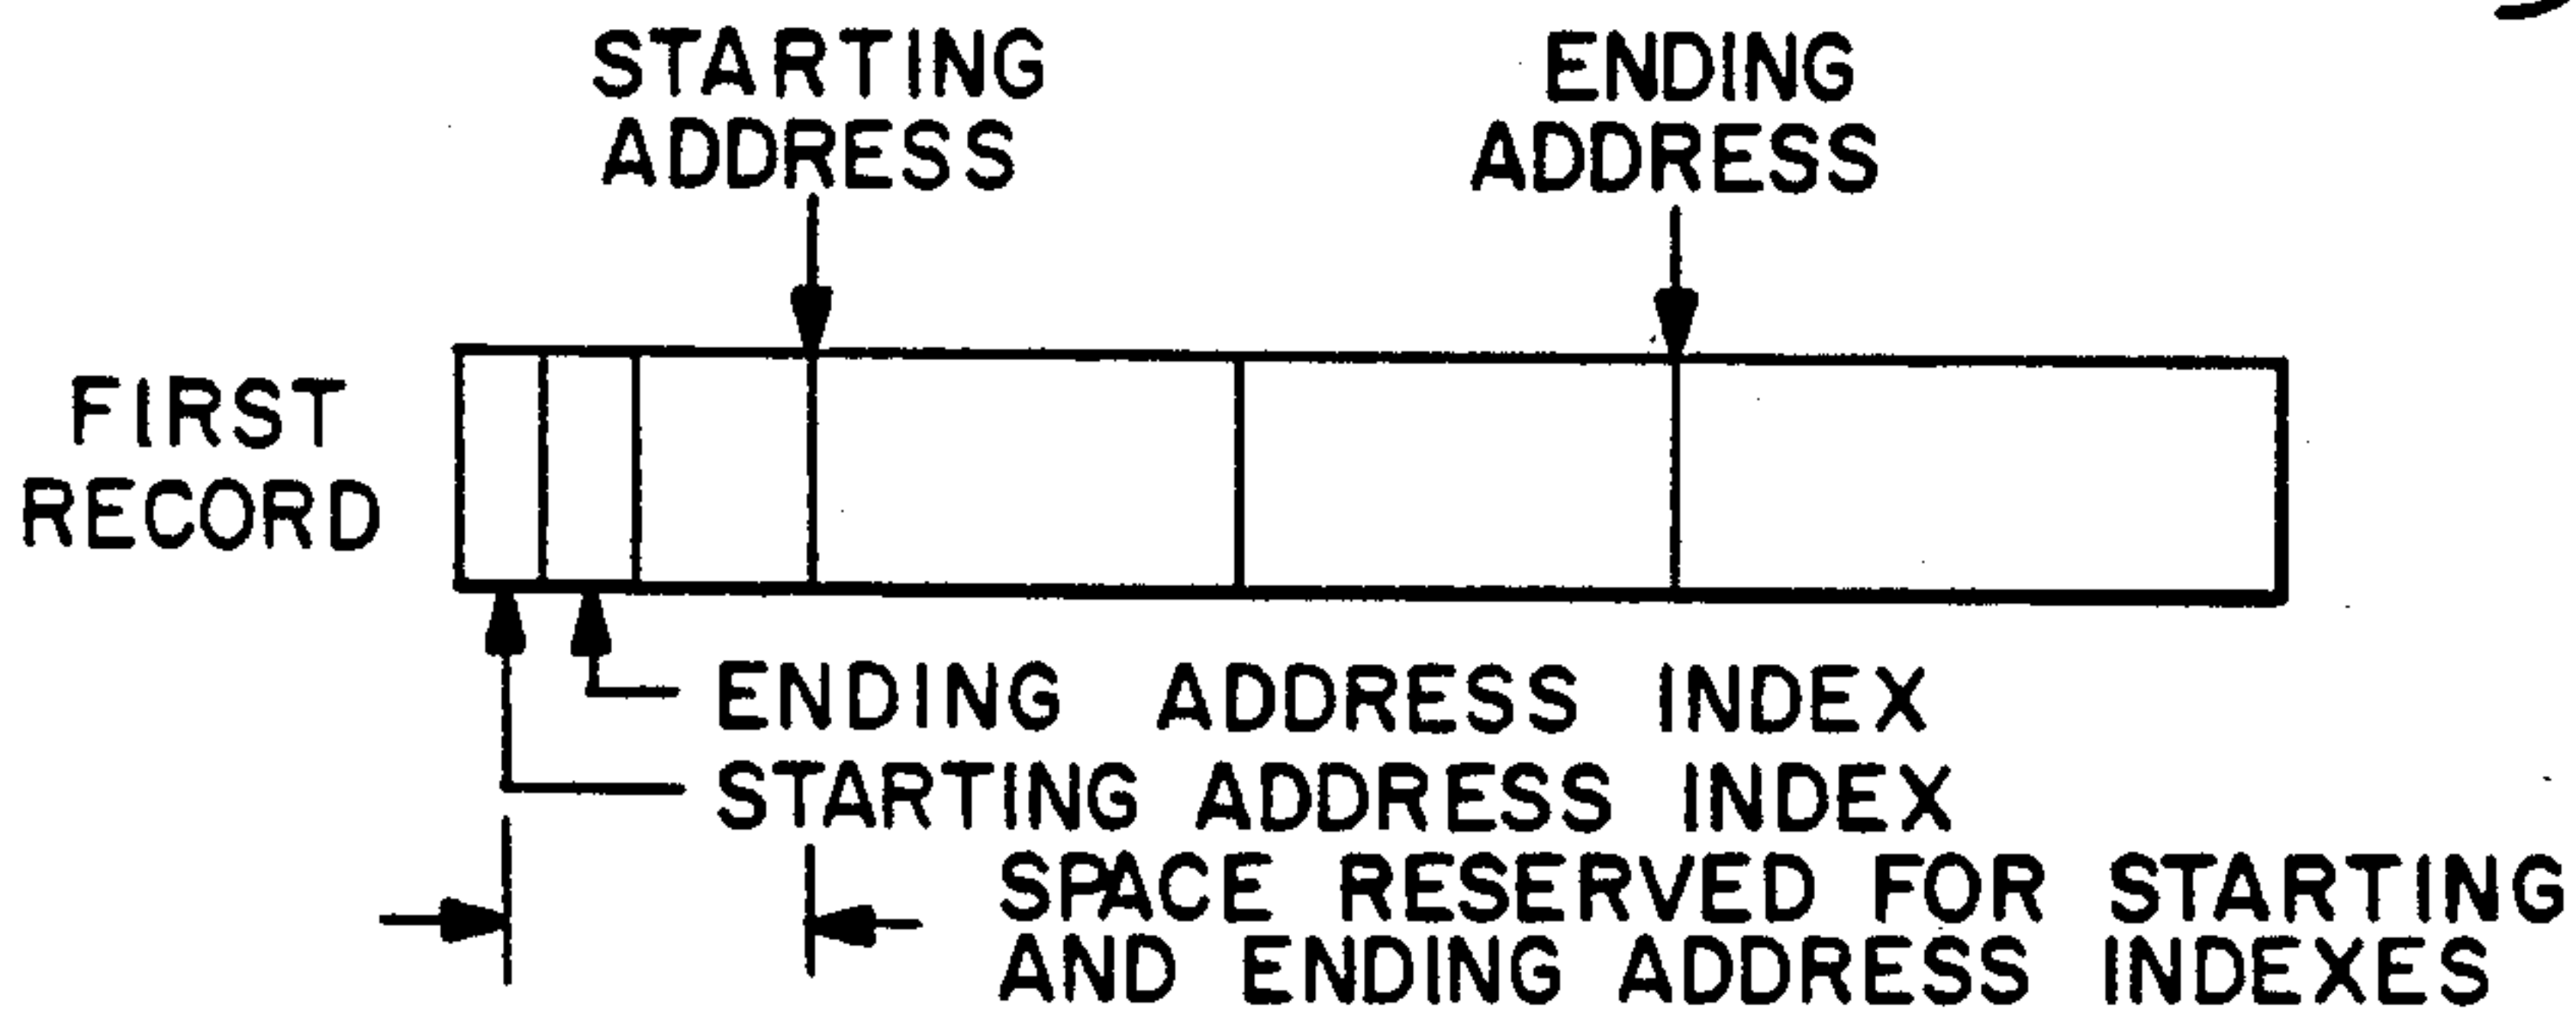 STARTING
ADDRESS
ENDING
ADDRESS
FIRST
RECORD
ENDING ADDRESS INDEX
STARTING ADDRESS INDEX
SPACE RESERVED FOR STARTING
AND ENDING ADDRESS INDEXES